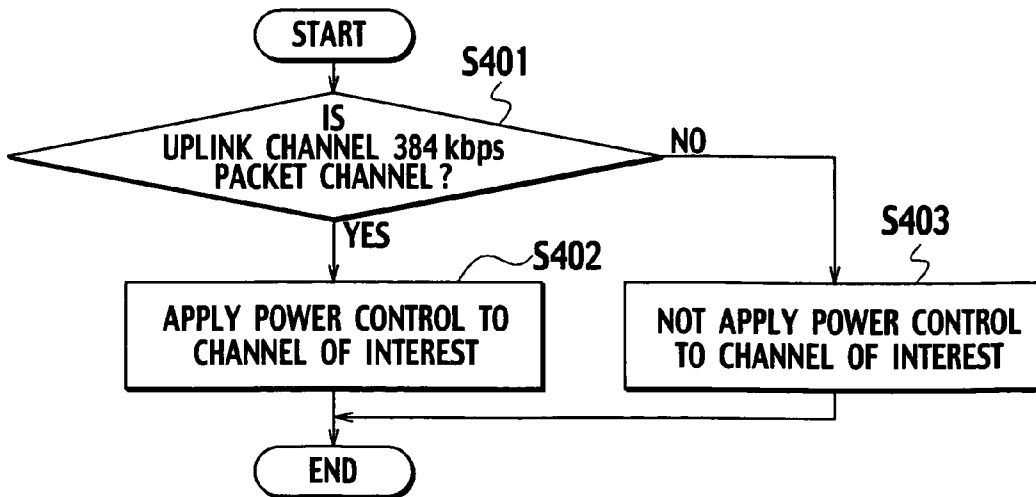 START
S401
IS
UPLINK CHANNEL 384 kbps
PACKET CHANNEL ?
NO
YES
S402
S403
APPLY POWER CONTROL TO
CHANNEL OF INTEREST
NOT APPLY POWER CONTROL
TO CHANNEL OF INTEREST
END